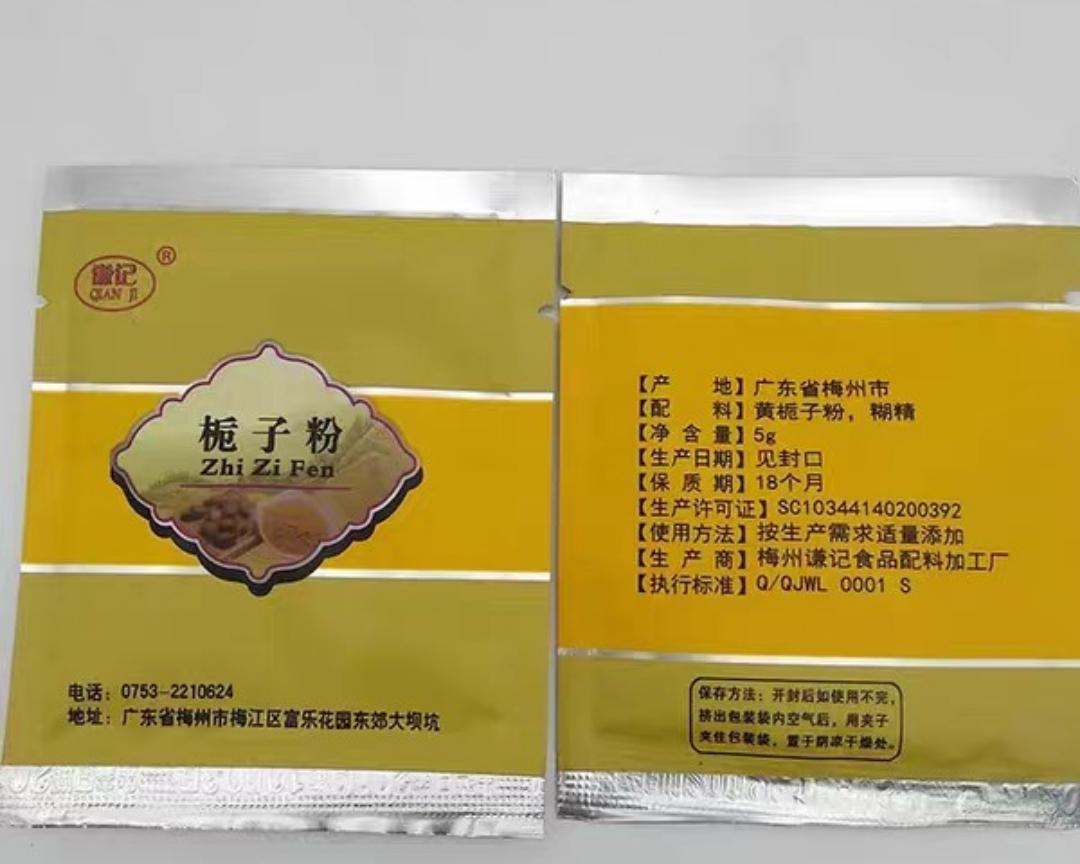 谦记
QIAN JI
®
栀子粉
Zhi Zi Fen
电话：0753-2210624
地址：广东省梅州市梅江区富乐花园东郊大坝坑
【产 地】广东省梅州市
【配 料】黄栀子粉，糊精
【净 含 量】5g
【生产日期】见封口
【保 质 期】18个月
【生产许可证】SC10344140200392
【使用方法】按生产需求适量添加
【生 产 商】梅州谦记食品配料加工厂
【执行标准】Q/QJWL 0001 S
保存方法：开封后如使用不完，
挤出包装袋内空气后，用夹子
夹住包装袋，置于阴凉干燥处。